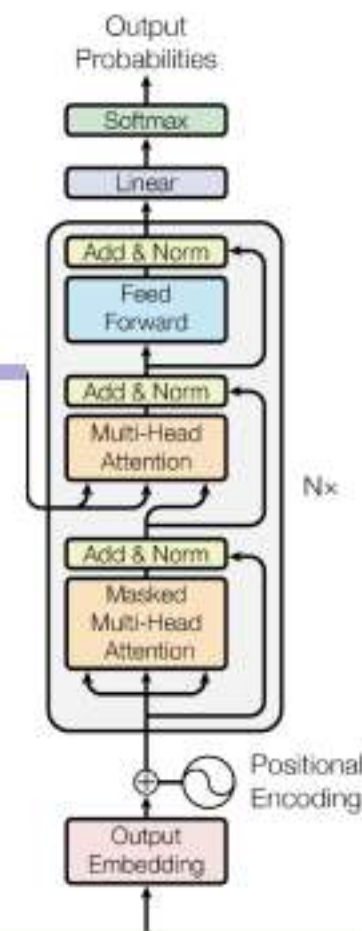 Output
Probabilities
Softmax
Linear
Add & Norm
Feed
Forward
Add & Norm
Multi-Head
Attention
Nx
Add & Norm
Masked
Multi-Head
Attention
Positional
Encoding
Output
Embedding